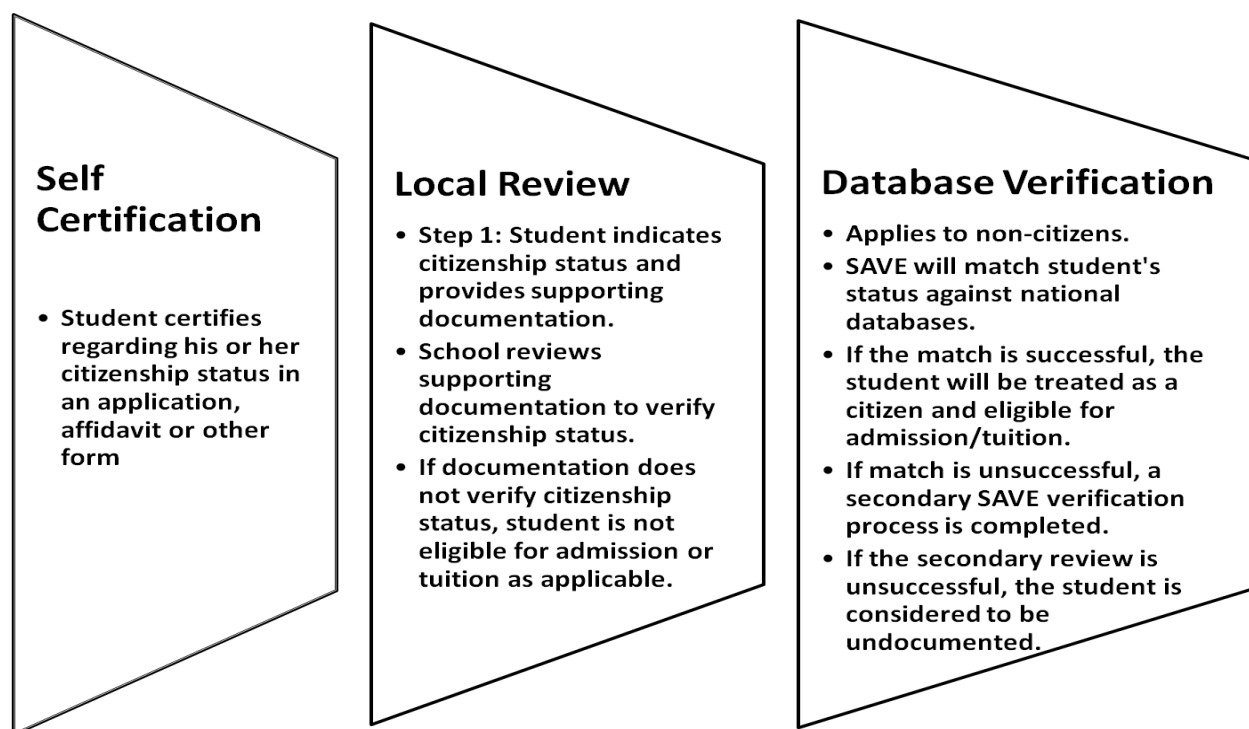 Self
Certification
• Student certifies
regarding his or her
citizenship status in
an application,
affidavit or other
form
Local Review
• Step 1: Student indicates
citizenship status and
provides supporting
documentation.
• School reviews
supporting
documentation to verify
citizenship status.
• If documentation does
not verify citizenship
status, student is not
eligible for admission or
tuition as applicable.
Database Verification
• Applies to non-citizens.
• SAVE will match student's
status against national
databases.
• If the match is successful, the
student will be treated as a
citizen and eligible for
admission/tuition.
• If match is unsuccessful, a
secondary SAVE verification
process is completed.
• If the secondary review is
unsuccessful, the student is
considered to be
undocumented.